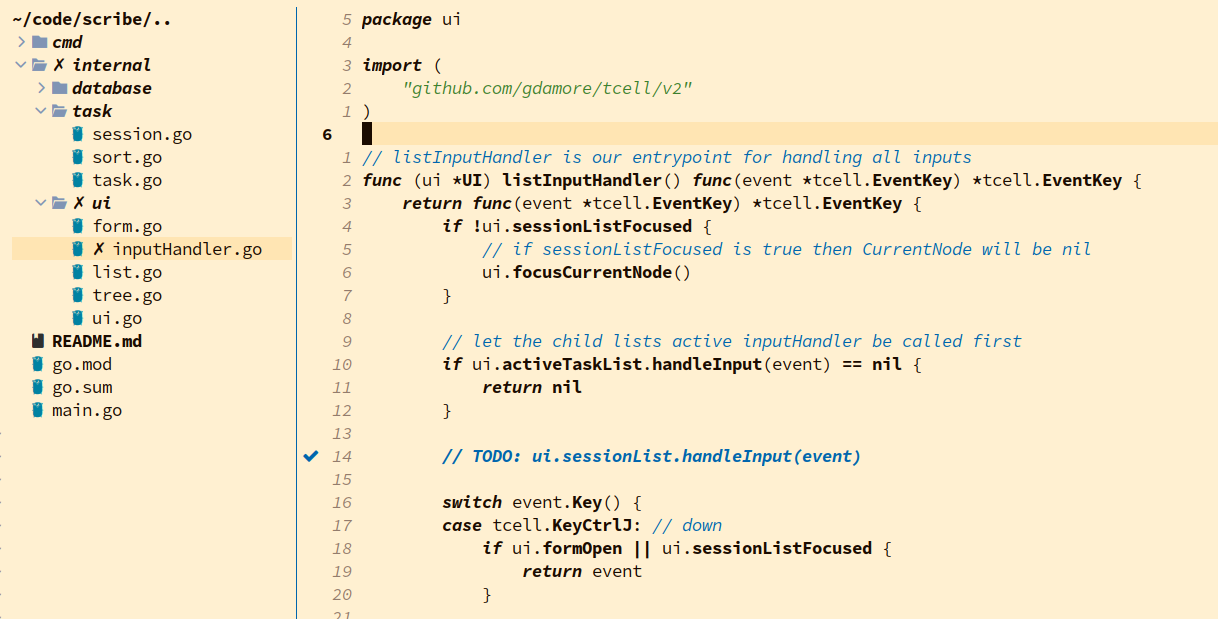 ~/code/scribe/..
cmd
✗ internal
database
task
session.go
sort.go
task.go
✗ ui
form.go
✗ inputHandler.go
list.go
tree.go
ui.go
README.md
go.mod
go.sum
main.go
5 package ui
4
3 import (
2 "github.com/gdamore/tcell/v2"
1 )
6
1 // listInputHandler is our entrypoint for handling all inputs
2 func (ui *UI) listInputHandler() func(event *tcell.EventKey) *tcell.EventKey {
3 return func(event *tcell.EventKey) *tcell.EventKey {
4 if !ui.sessionListFocused {
5 // if sessionListFocused is true then CurrentNode will be nil
6 ui.focusCurrentNode()
7 }
8
9 // let the child lists active inputHandler be called first
10 if ui.activeTaskList.handleInput(event) == nil {
11 return nil
12 }
13
14 // TODO: ui.sessionList.handleInput(event)
15
16 switch event.Key() {
17 case tcell.KeyCtrlJ: // down
18 if ui.formOpen || ui.sessionListFocused {
19 return event
20 }
21